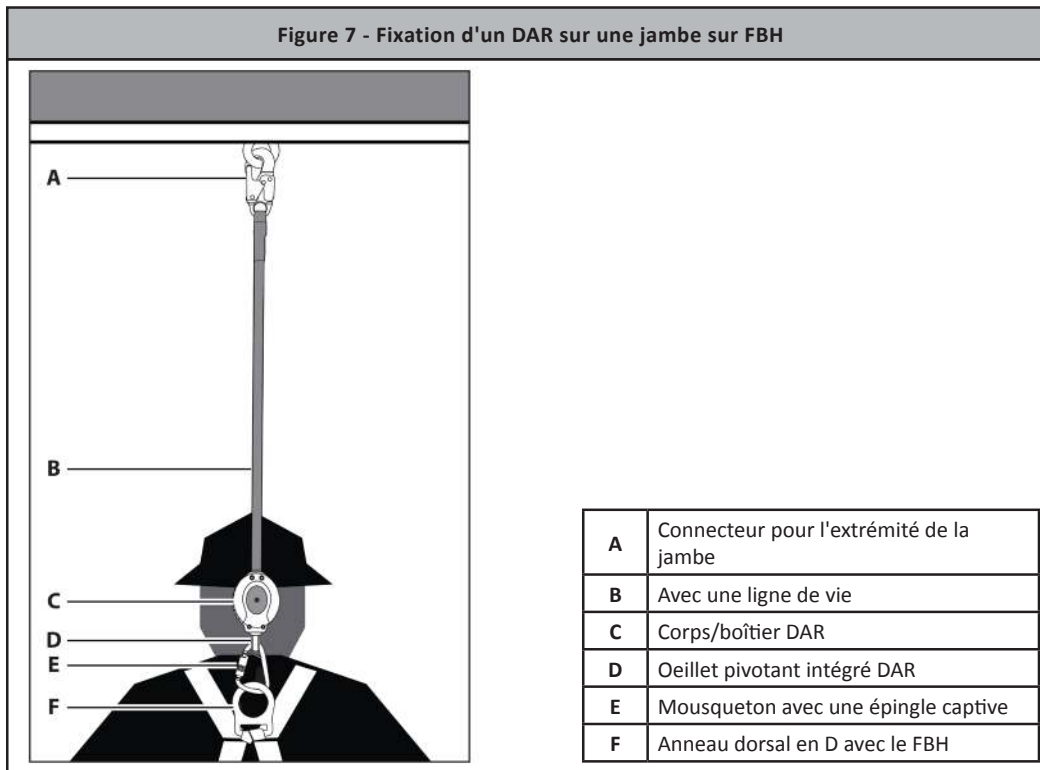 Figure 7 - Fixation d'un DAR sur une jambe sur FBH
A
B
C
D
E
F
A Connecteur pour l'extrémité de la
jambe
B Avec une ligne de vie
C Corps/boîtier DAR
D Oeillet pivotant intégré DAR
E Mousqueton avec une épingle captive
F Anneau dorsal en D avec le FBH